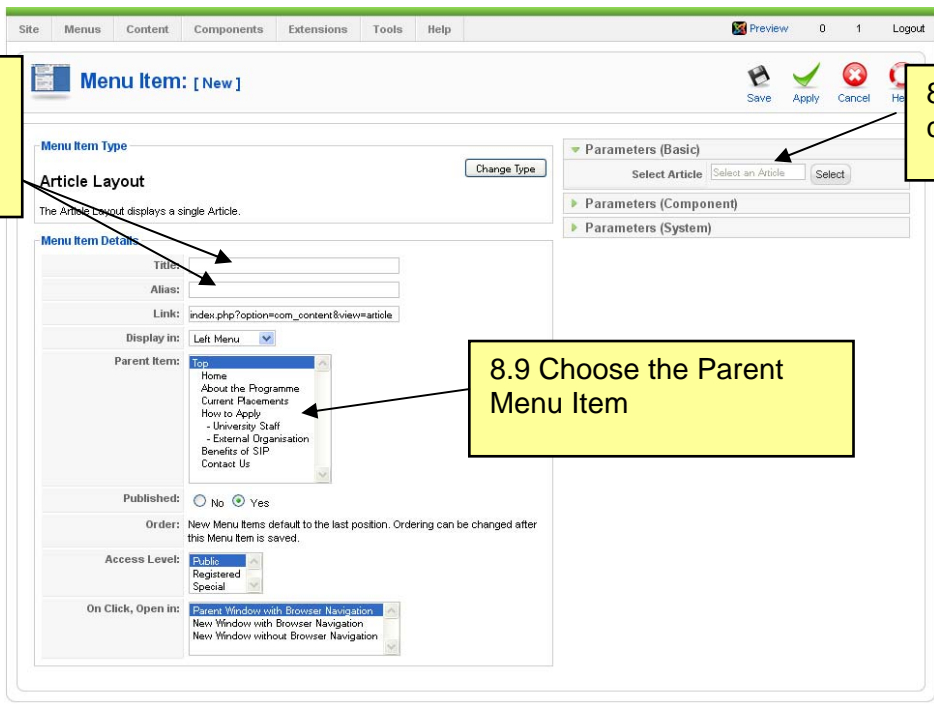 Site Menus Content Components Extensions Tools Help Preview 0 1 Logout
Menu Item: [ New ]
Save Apply Cancel
8
Menu Item Type
Change Type
Article Layout
The Article Layout displays a single Article.
Parameters (Basic)
Select Article Select an Article Select
Parameters (Component)
Parameters (System)
Menu Item Details
Title:
Alias:
Link: index.php?option=com_content&view=article
Display in: Left Menu
Parent Item: Top
Home
About the Programme
Current Placements
How to Apply
- University Staff
- External Organisation
Benefits of SIP
Contact Us
8.9 Choose the Parent
Menu Item
Published: No Yes
Order: New Menu Items default to the last position. Ordering can be changed after
this Menu Item is saved.
Access Level: Public
Registered
Special
On Click, Open in: Parent Window with Browser Navigation
New Window with Browser Navigation
New Window without Browser Navigation